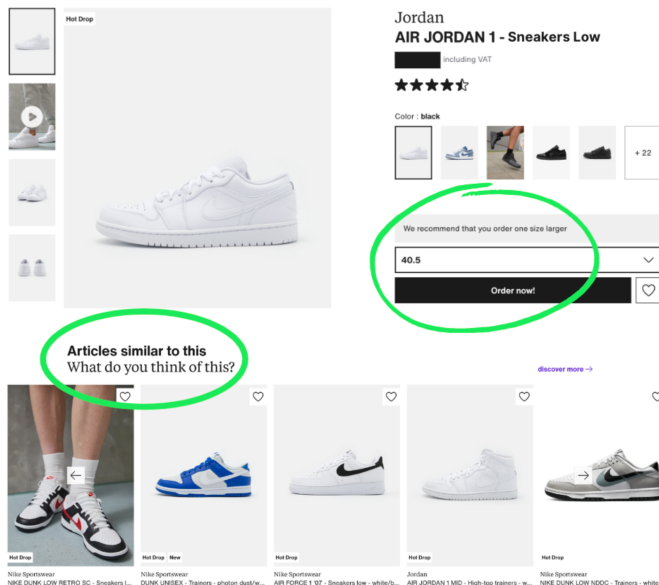 Hot Drop
Jordan
AIR JORDAN 1 - Sneakers Low
including VAT
Color : black
+ 22
We recommend that you order one size larger
40.5
Order now!
Articles similar to this
What do you think of this?
discover more →
Hot Drop
Hot Drop New
Hot Drop
Hot Drop
Hot Drop
Nike Sportswear
NIKE DUNK LOW RETRO SC - Sneakers l...
Nike Sportswear
DUNK UNISEX - Trainers - photon dust/w...
Nike Sportswear
AIR FORCE 1 '07 - Sneakers low - white/b...
Jordan
AIR JORDAN 1 MID - High-top trainers - w...
Nike Sportswear
NIKE DUNK LOW NDDC - Trainers - white/...